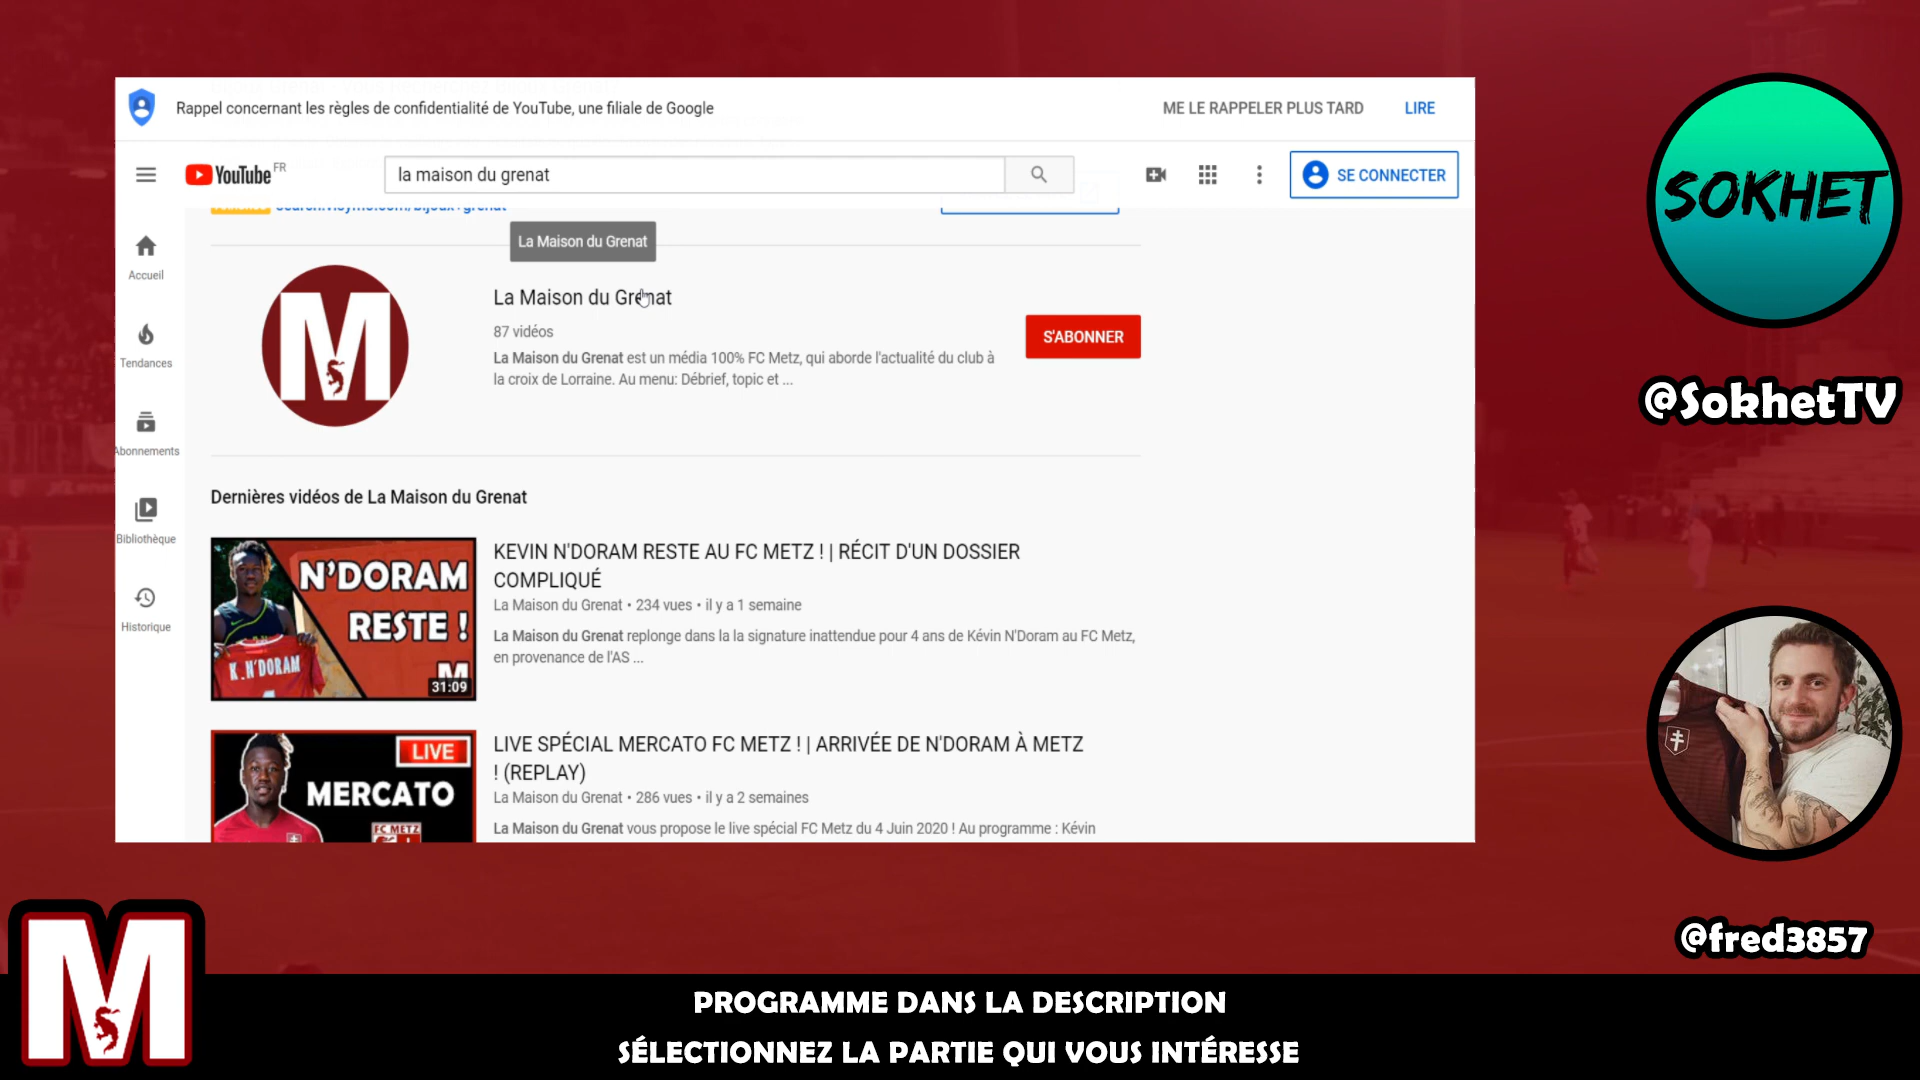 Rappel concernant les règles de confidentialité de YouTube, une filiale de Google
ME LE RAPPELER PLUS TARD
LIRE
YouTube FR
la maison du grenat
SE CONNECTER
La Maison du Grenat
Accueil
Tendances
Abonnements
Bibliothèque
Historique
La Maison du Grenat
87 vidéos
La Maison du Grenat est un média 100% FC Metz, qui aborde l'actualité du club à
la croix de Lorraine. Au menu: Débrief, topic et ...
S'ABONNER
Dernières vidéos de La Maison du Grenat
N'DORAM
RESTE !
K. N'DORAM
M
31:09
KEVIN N'DORAM RESTE AU FC METZ ! | RÉCIT D'UN DOSSIER
COMPLIQUÉ
La Maison du Grenat • 234 vues • il y a 1 semaine
La Maison du Grenat replonge dans la la signature inattendue pour 4 ans de Kévin N'Doram au FC Metz,
en provenance de l'AS ...
LIVE
MERCATO
FC METZ
LIVE SPÉCIAL MERCATO FC METZ ! | ARRIVÉE DE N'DORAM À METZ
! (REPLAY)
La Maison du Grenat • 286 vues • il y a 2 semaines
La Maison du Grenat vous propose le live spécial FC Metz du 4 Juin 2020 ! Au programme : Kévin
SOKHET
@SokhetTV
@fred3857
M
PROGRAMME DANS LA DESCRIPTION
SÉLECTIONNEZ LA PARTIE QUI VOUS INTÉRESSE